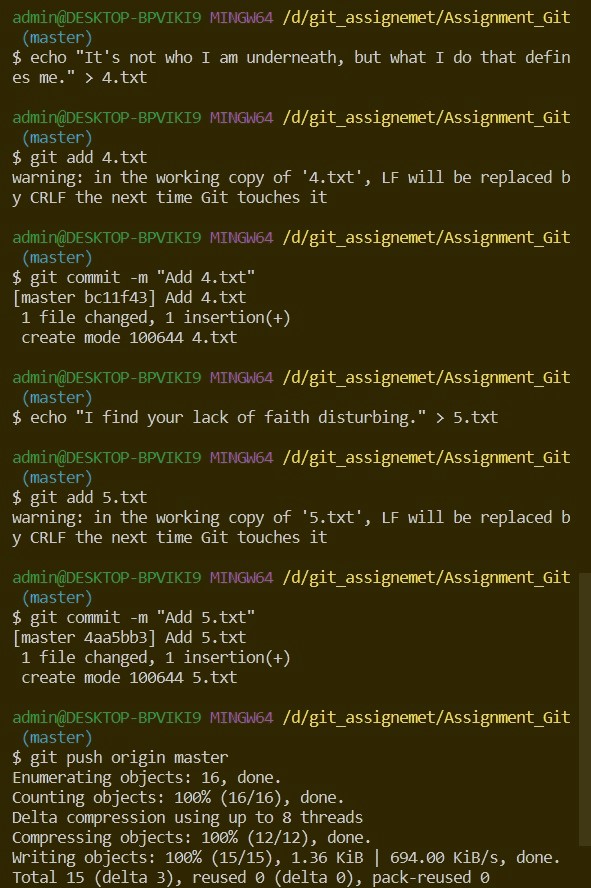 admin@DESKTOP-BPVIKI9 MINGW64 /d/git_assignemet/Assignment_Git
(master)
$ echo "It's not who I am underneath, but what I do that defin
es me." > 4.txt
admin@DESKTOP-BPVIKI9 MINGW64 /d/git_assignemet/Assignment_Git
(master)
$ git add 4.txt
warning: in the working copy of '4.txt', LF will be replaced b
y CRLF the next time Git touches it
admin@DESKTOP-BPVIKI9 MINGW64 /d/git_assignemet/Assignment_Git
(master)
$ git commit -m "Add 4.txt"
[master bc11f43] Add 4.txt
1 file changed, 1 insertion(+)
create mode 100644 4.txt
admin@DESKTOP-BPVIKI9 MINGW64 /d/git_assignemet/Assignment_Git
(master)
$ echo "I find your lack of faith disturbing." > 5.txt
admin@DESKTOP-BPVIKI9 MINGW64 /d/git_assignemet/Assignment_Git
(master)
$ git add 5.txt
warning: in the working copy of '5.txt', LF will be replaced b
y CRLF the next time Git touches it
admin@DESKTOP-BPVIKI9 MINGW64 /d/git_assignemet/Assignment_Git
(master)
$ git commit -m "Add 5.txt"
[master 4aa5bb3] Add 5.txt
1 file changed, 1 insertion(+)
create mode 100644 5.txt
admin@DESKTOP-BPVIKI9 MINGW64 /d/git_assignemet/Assignment_Git
(master)
$ git push origin master
Enumerating objects: 16, done.
Counting objects: 100% (16/16), done.
Delta compression using up to 8 threads
Compressing objects: 100% (12/12), done.
Writing objects: 100% (15/15), 1.36 KiB | 694.00 KiB/s, done.
Total 15 (delta 3), reused 0 (delta 0), pack-reused 0